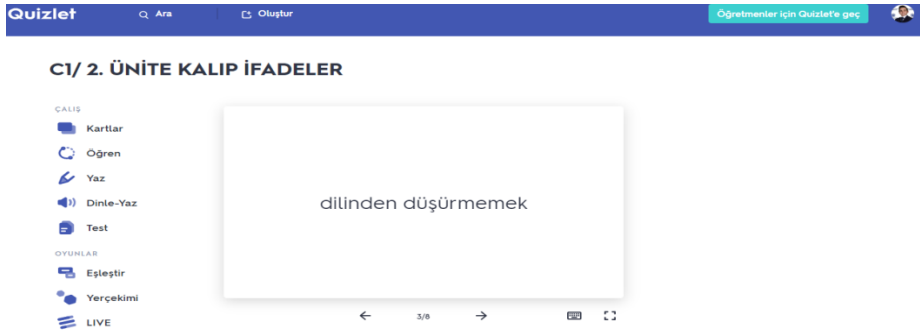 Quizlet Ara Oluştur Öğretmenler için Quizlet'e geç
C1/ 2. ÜNİTE KALIP İFADELER
ÇALIŞ
Kartlar
Öğren
Yaz
Dinle-Yaz
Test
OYUNLAR
Eşleştir
Yerçekimi
LIVE
dilinden düşürmemek
3/8